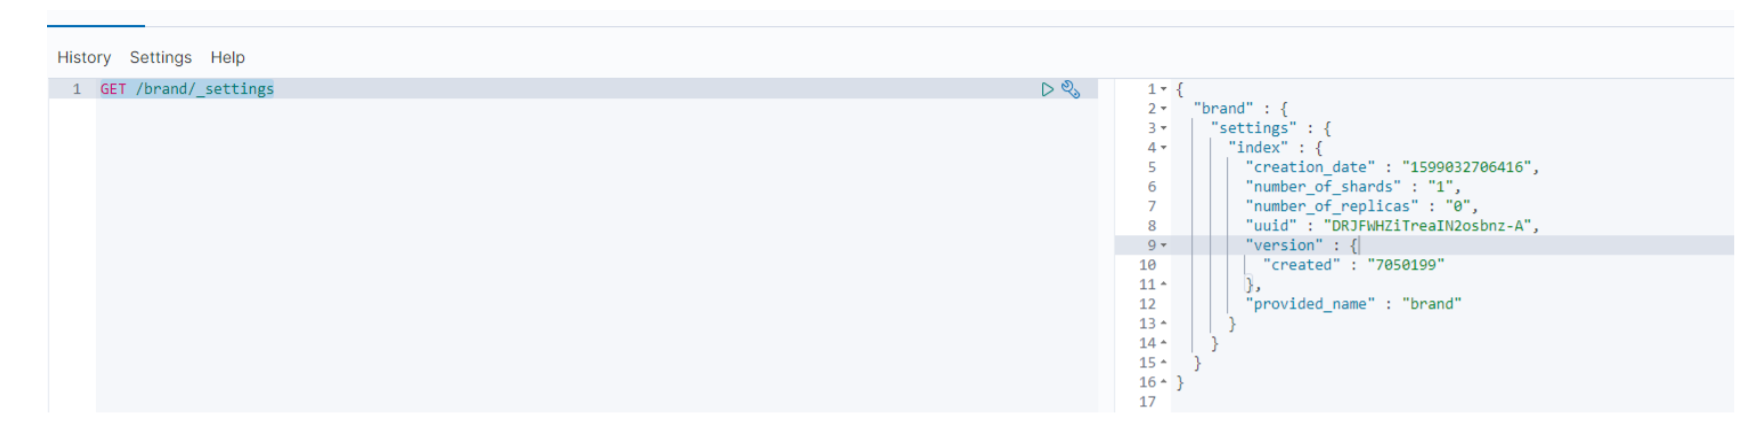 History Settings Help
1 GET /brand/_settings
1 {
2 "brand" : {
3 "settings" : {
4 "index" : {
5 "creation_date" : "1599032706416",
6 "number_of_shards" : "1",
7 "number_of_replicas" : "0",
8 "uuid" : "DRJFWHZiTreaIN2osbnz-A",
9 "version" : {
10 "created" : "7050199"
11 },
12 "provided_name" : "brand"
13 }
14 }
15 }
16 }
17